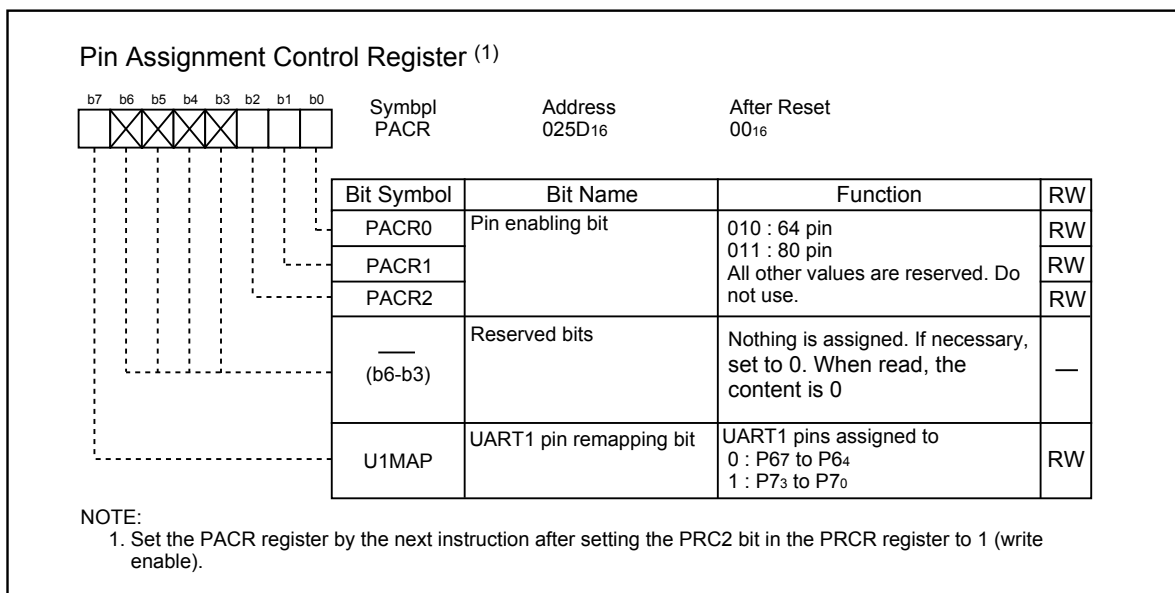 Pin Assignment Control Register (1)
b7 b6 b5 b4 b3 b2 b1 b0
Symbpl Address After Reset
PACR 025D16 0016
Bit Symbol Bit Name Function RW
PACR0 Pin enabling bit 010 : 64 pin RW
011 : 80 pin
PACR1 All other values are reserved. Do RW
PACR2 not use. RW
Reserved bits Nothing is assigned. If necessary,
(b6-b3) set to 0. When read, the —
content is 0
UART1 pin remapping bit UART1 pins assigned to
U1MAP 0 : P67 to P64 RW
1 : P73 to P70
NOTE:
1. Set the PACR register by the next instruction after setting the PRC2 bit in the PRCR register to 1 (write
enable).